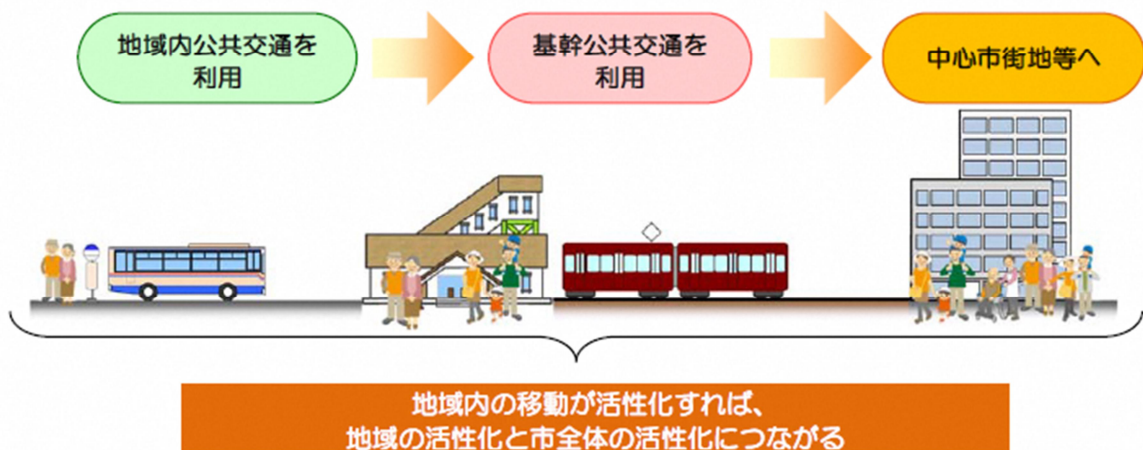 地域内公共交通を
利用
基幹公共交通を
利用
中心市街地等へ
地域内の移動が活性化すれば、
地域の活性化と市全体の活性化につながる